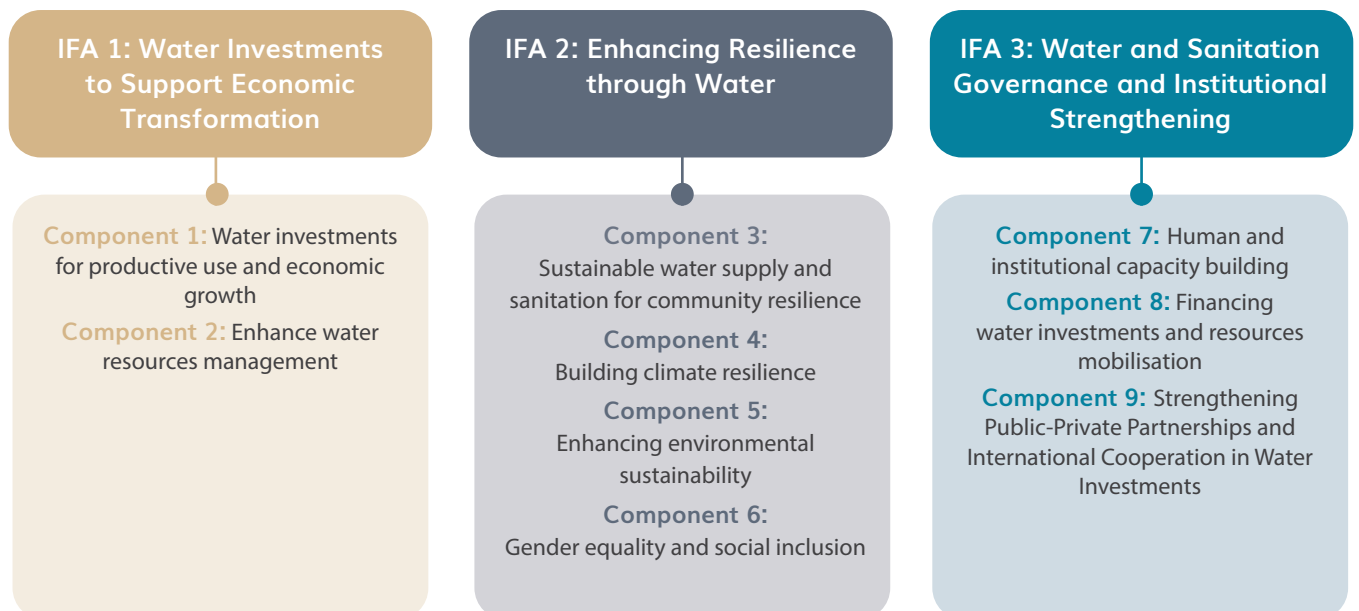 IFA 1: Water Investments
to Support Economic
Transformation
Component 1: Water investments
for productive use and economic
growth
Component 2: Enhance water
resources management
IFA 2: Enhancing Resilience
through Water
Component 3:
Sustainable water supply and
sanitation for community resilience
Component 4:
Building climate resilience
Component 5:
Enhancing environmental
sustainability
Component 6:
Gender equality and social inclusion
IFA 3: Water and Sanitation
Governance and Institutional
Strengthening
Component 7: Human and
institutional capacity building
Component 8: Financing
water investments and resources
mobilisation
Component 9: Strengthening
Public-Private Partnerships and
International Cooperation in Water
Investments